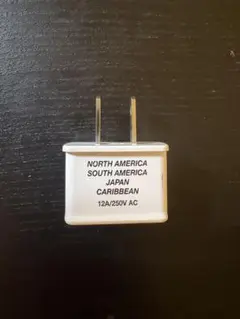 NORTH AMERICA
SOUTH AMERICA
JAPAN
CARIBBEAN
12A/250V AC